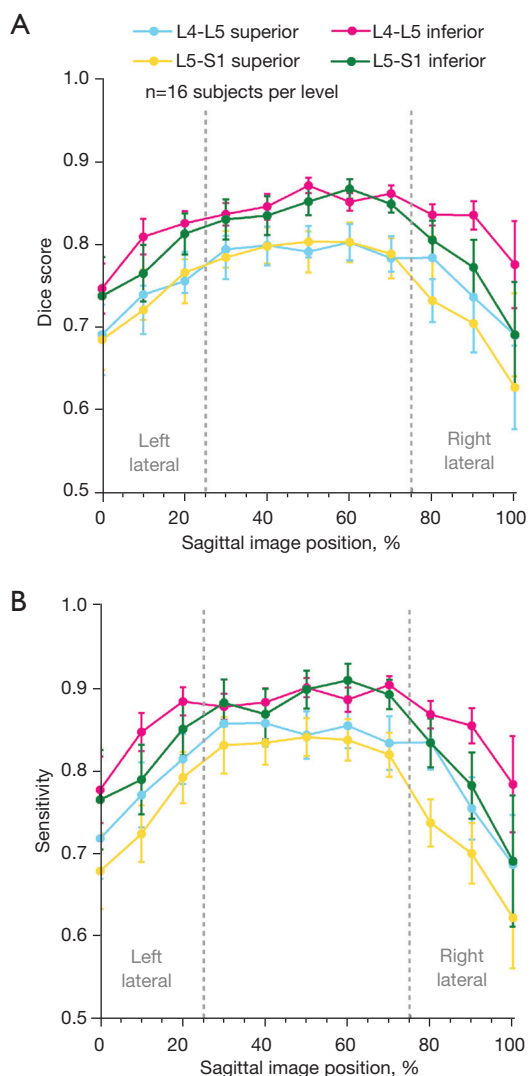 A
L4-L5 superior
L4-L5 inferior
L5-S1 superior
L5-S1 inferior
n=16 subjects per level
1.0
0.9
0.8
0.7
0.6
0.5
Dice score
Left
lateral
Right
lateral
0
20
40
60
80
100
Sagittal image position, %
B
1.0
0.9
0.8
0.7
0.6
0.5
Sensitivity
Left
lateral
Right
lateral
0
20
40
60
80
100
Sagittal image position, %